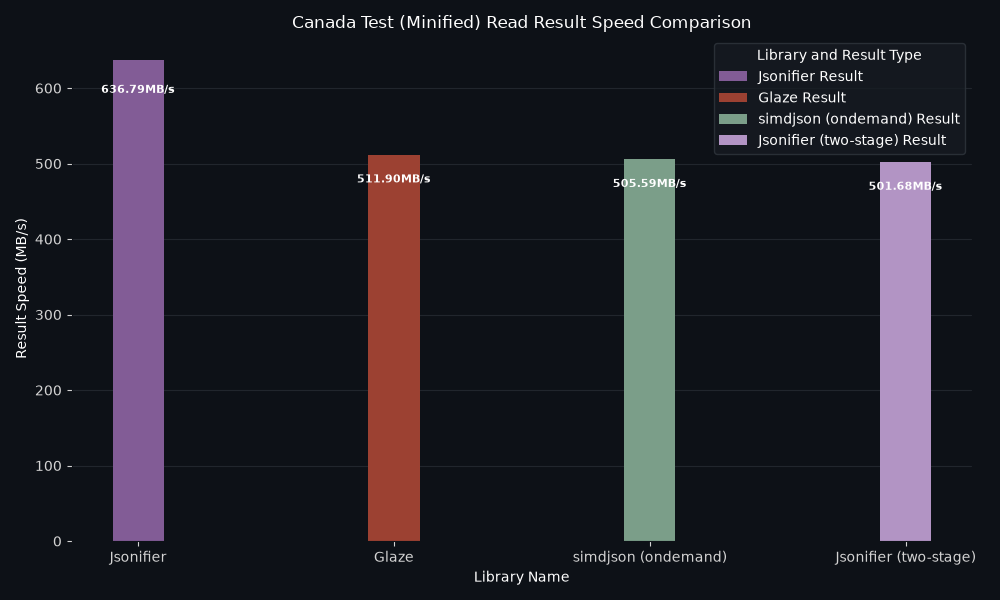 Canada Test (Minified) Read Result Speed Comparison
Library and Result Type
Jsonifier Result
Glaze Result
simdjson (ondemand) Result
Jsonifier (two-stage) Result
636.79MB/s
511.90MB/s
505.59MB/s
501.68MB/s
Result Speed (MB/s)
600
500
400
300
200
100
0
Jsonifier
Glaze
simdjson (ondemand)
Jsonifier (two-stage)
Library Name